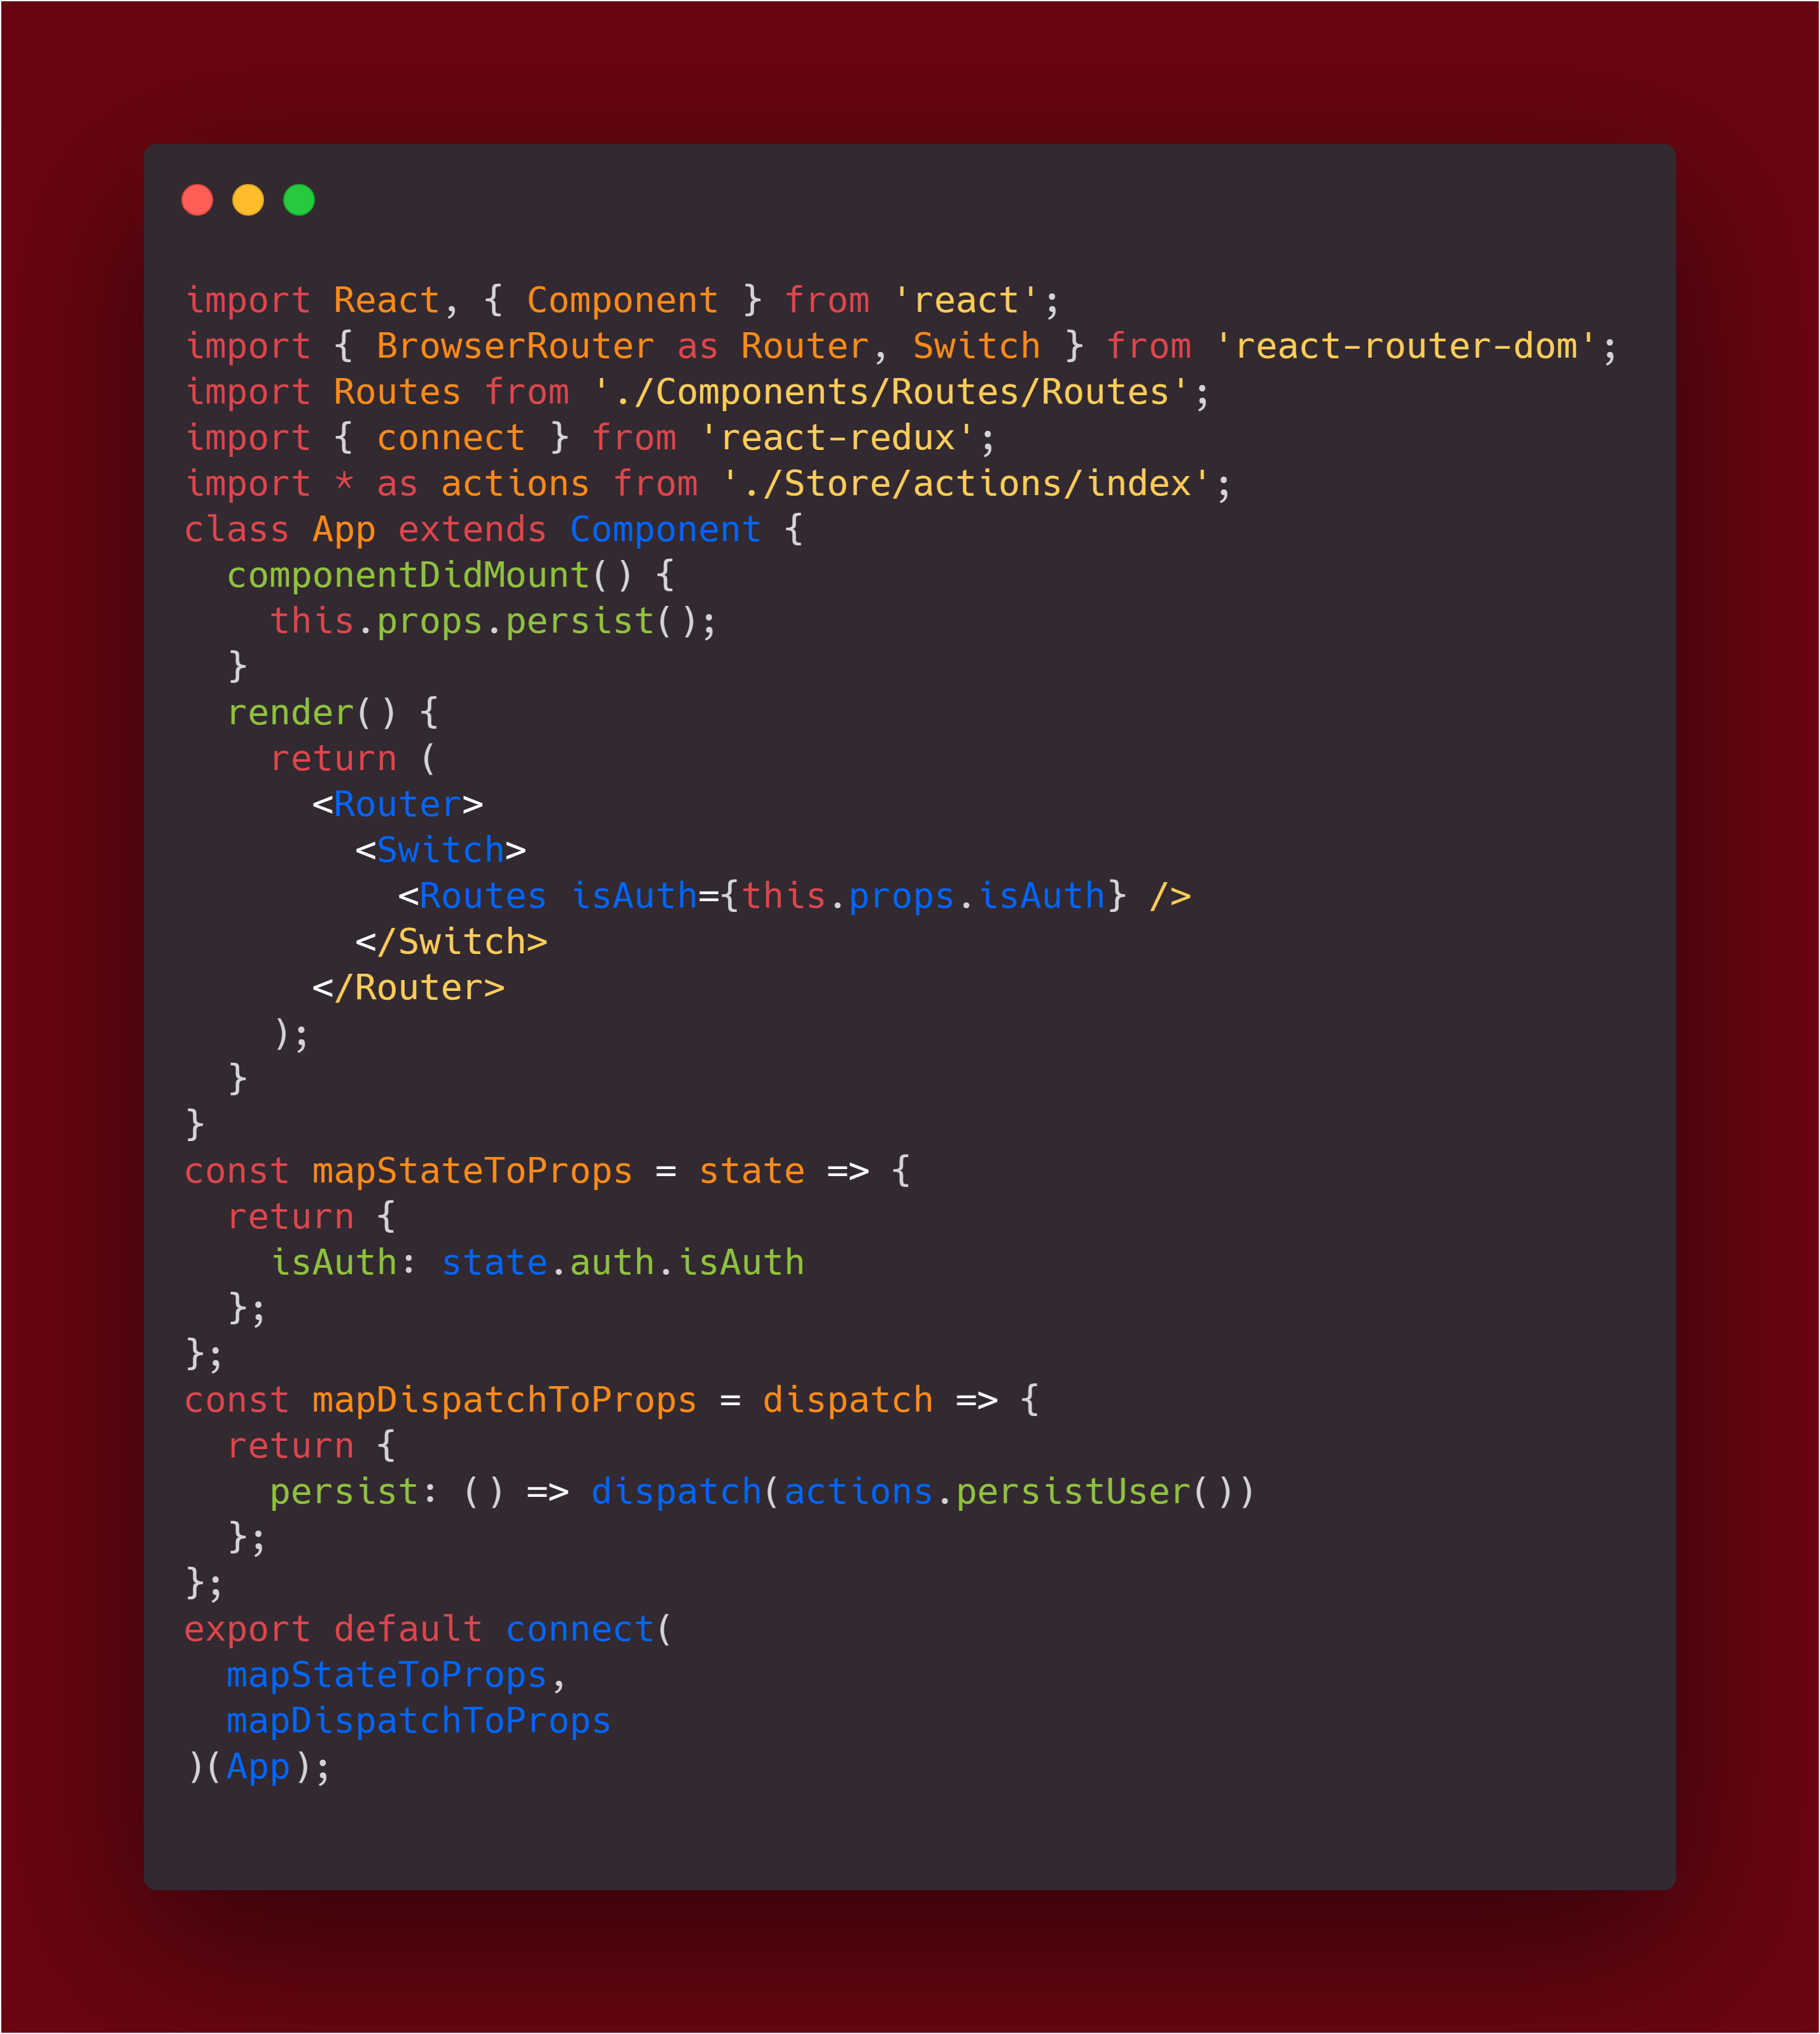 import React, { Component } from 'react';
import { BrowserRouter as Router, Switch } from 'react-router-dom';
import Routes from './Components/Routes/Routes';
import { connect } from 'react-redux';
import * as actions from './Store/actions/index';
class App extends Component {
  componentDidMount() {
    this.props.persist();
  }
  render() {
    return (
      <Router>
        <Switch>
          <Routes isAuth={this.props.isAuth} />
        </Switch>
      </Router>
    );
  }
}
const mapStateToProps = state => {
  return {
    isAuth: state.auth.isAuth
  };
};
const mapDispatchToProps = dispatch => {
  return {
    persist: () => dispatch(actions.persistUser())
  };
};
export default connect(
  mapStateToProps,
  mapDispatchToProps
)(App);